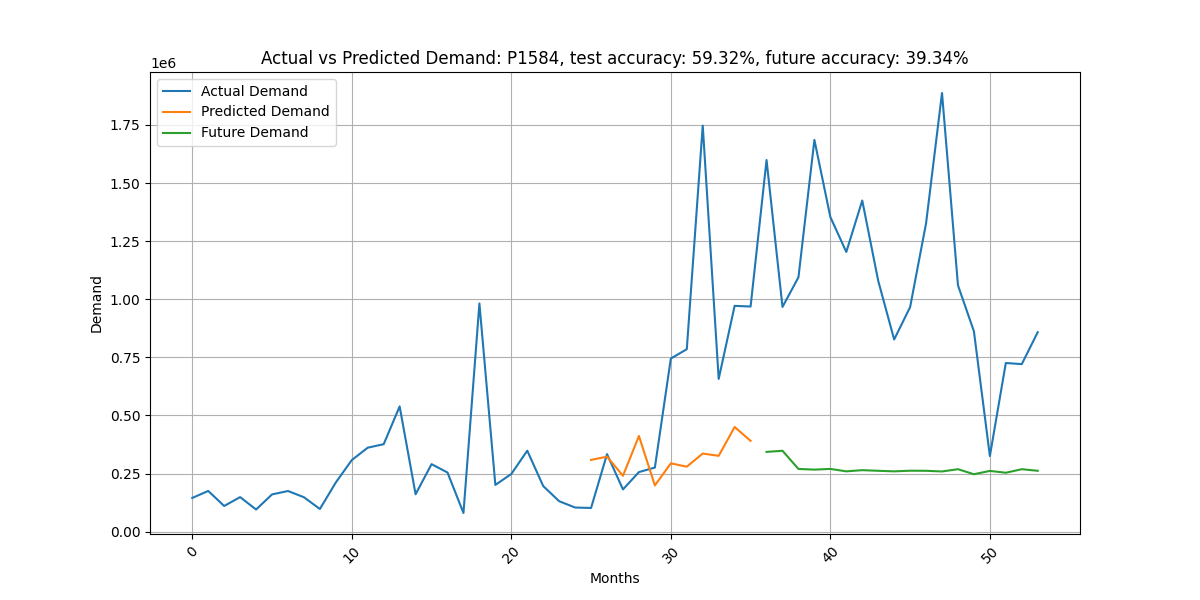 Actual vs Predicted Demand: P1584, test accuracy: 59.32%, future accuracy: 39.34%
1e6
Actual Demand
Predicted Demand
Future Demand
1.75
1.50
1.25
1.00
0.75
0.50
0.25
0.00
Demand
0
10
20
30
40
50
Months